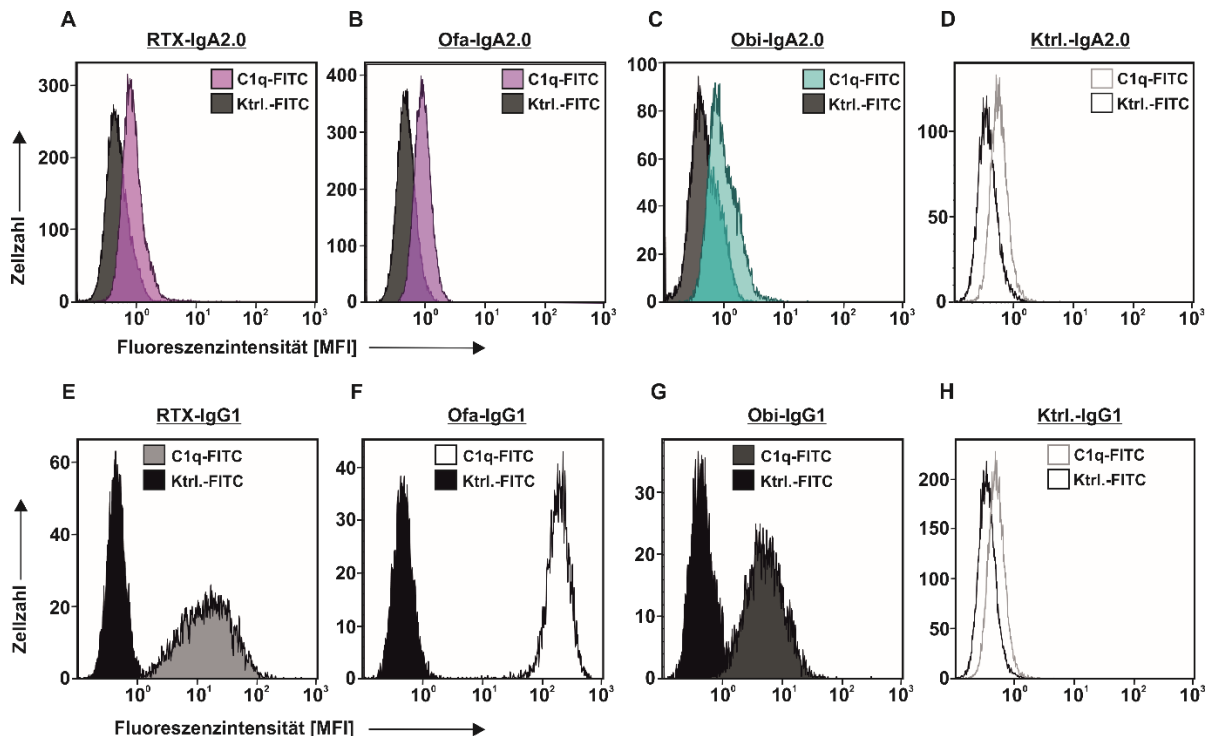 A
RTX-IgA2.0
C1q-FITC
Ktrl.-FITC
Zellzahl
300
200
100
0
10⁰ 10¹ 10² 10³
B
Ofa-IgA2.0
C1q-FITC
Ktrl.-FITC
400
300
200
100
0
10⁰ 10¹ 10² 10³
C
Obi-IgA2.0
C1q-FITC
Ktrl.-FITC
100
80
60
40
20
0
10⁰ 10¹ 10² 10³
D
Ktrl.-IgA2.0
C1q-FITC
Ktrl.-FITC
100
50
0
10⁰ 10¹ 10² 10³
Fluoreszenzintensität [MFI]
E
RTX-IgG1
C1q-FITC
Ktrl.-FITC
Zellzahl
60
40
20
0
10⁰ 10¹ 10² 10³
F
Ofa-IgG1
C1q-FITC
Ktrl.-FITC
40
30
20
10
0
10⁰ 10¹ 10² 10³
G
Obi-IgG1
C1q-FITC
Ktrl.-FITC
30
20
10
0
10⁰ 10¹ 10² 10³
H
Ktrl.-IgG1
C1q-FITC
Ktrl.-FITC
200
150
100
50
0
10⁰ 10¹ 10² 10³
Fluoreszenzintensität [MFI]